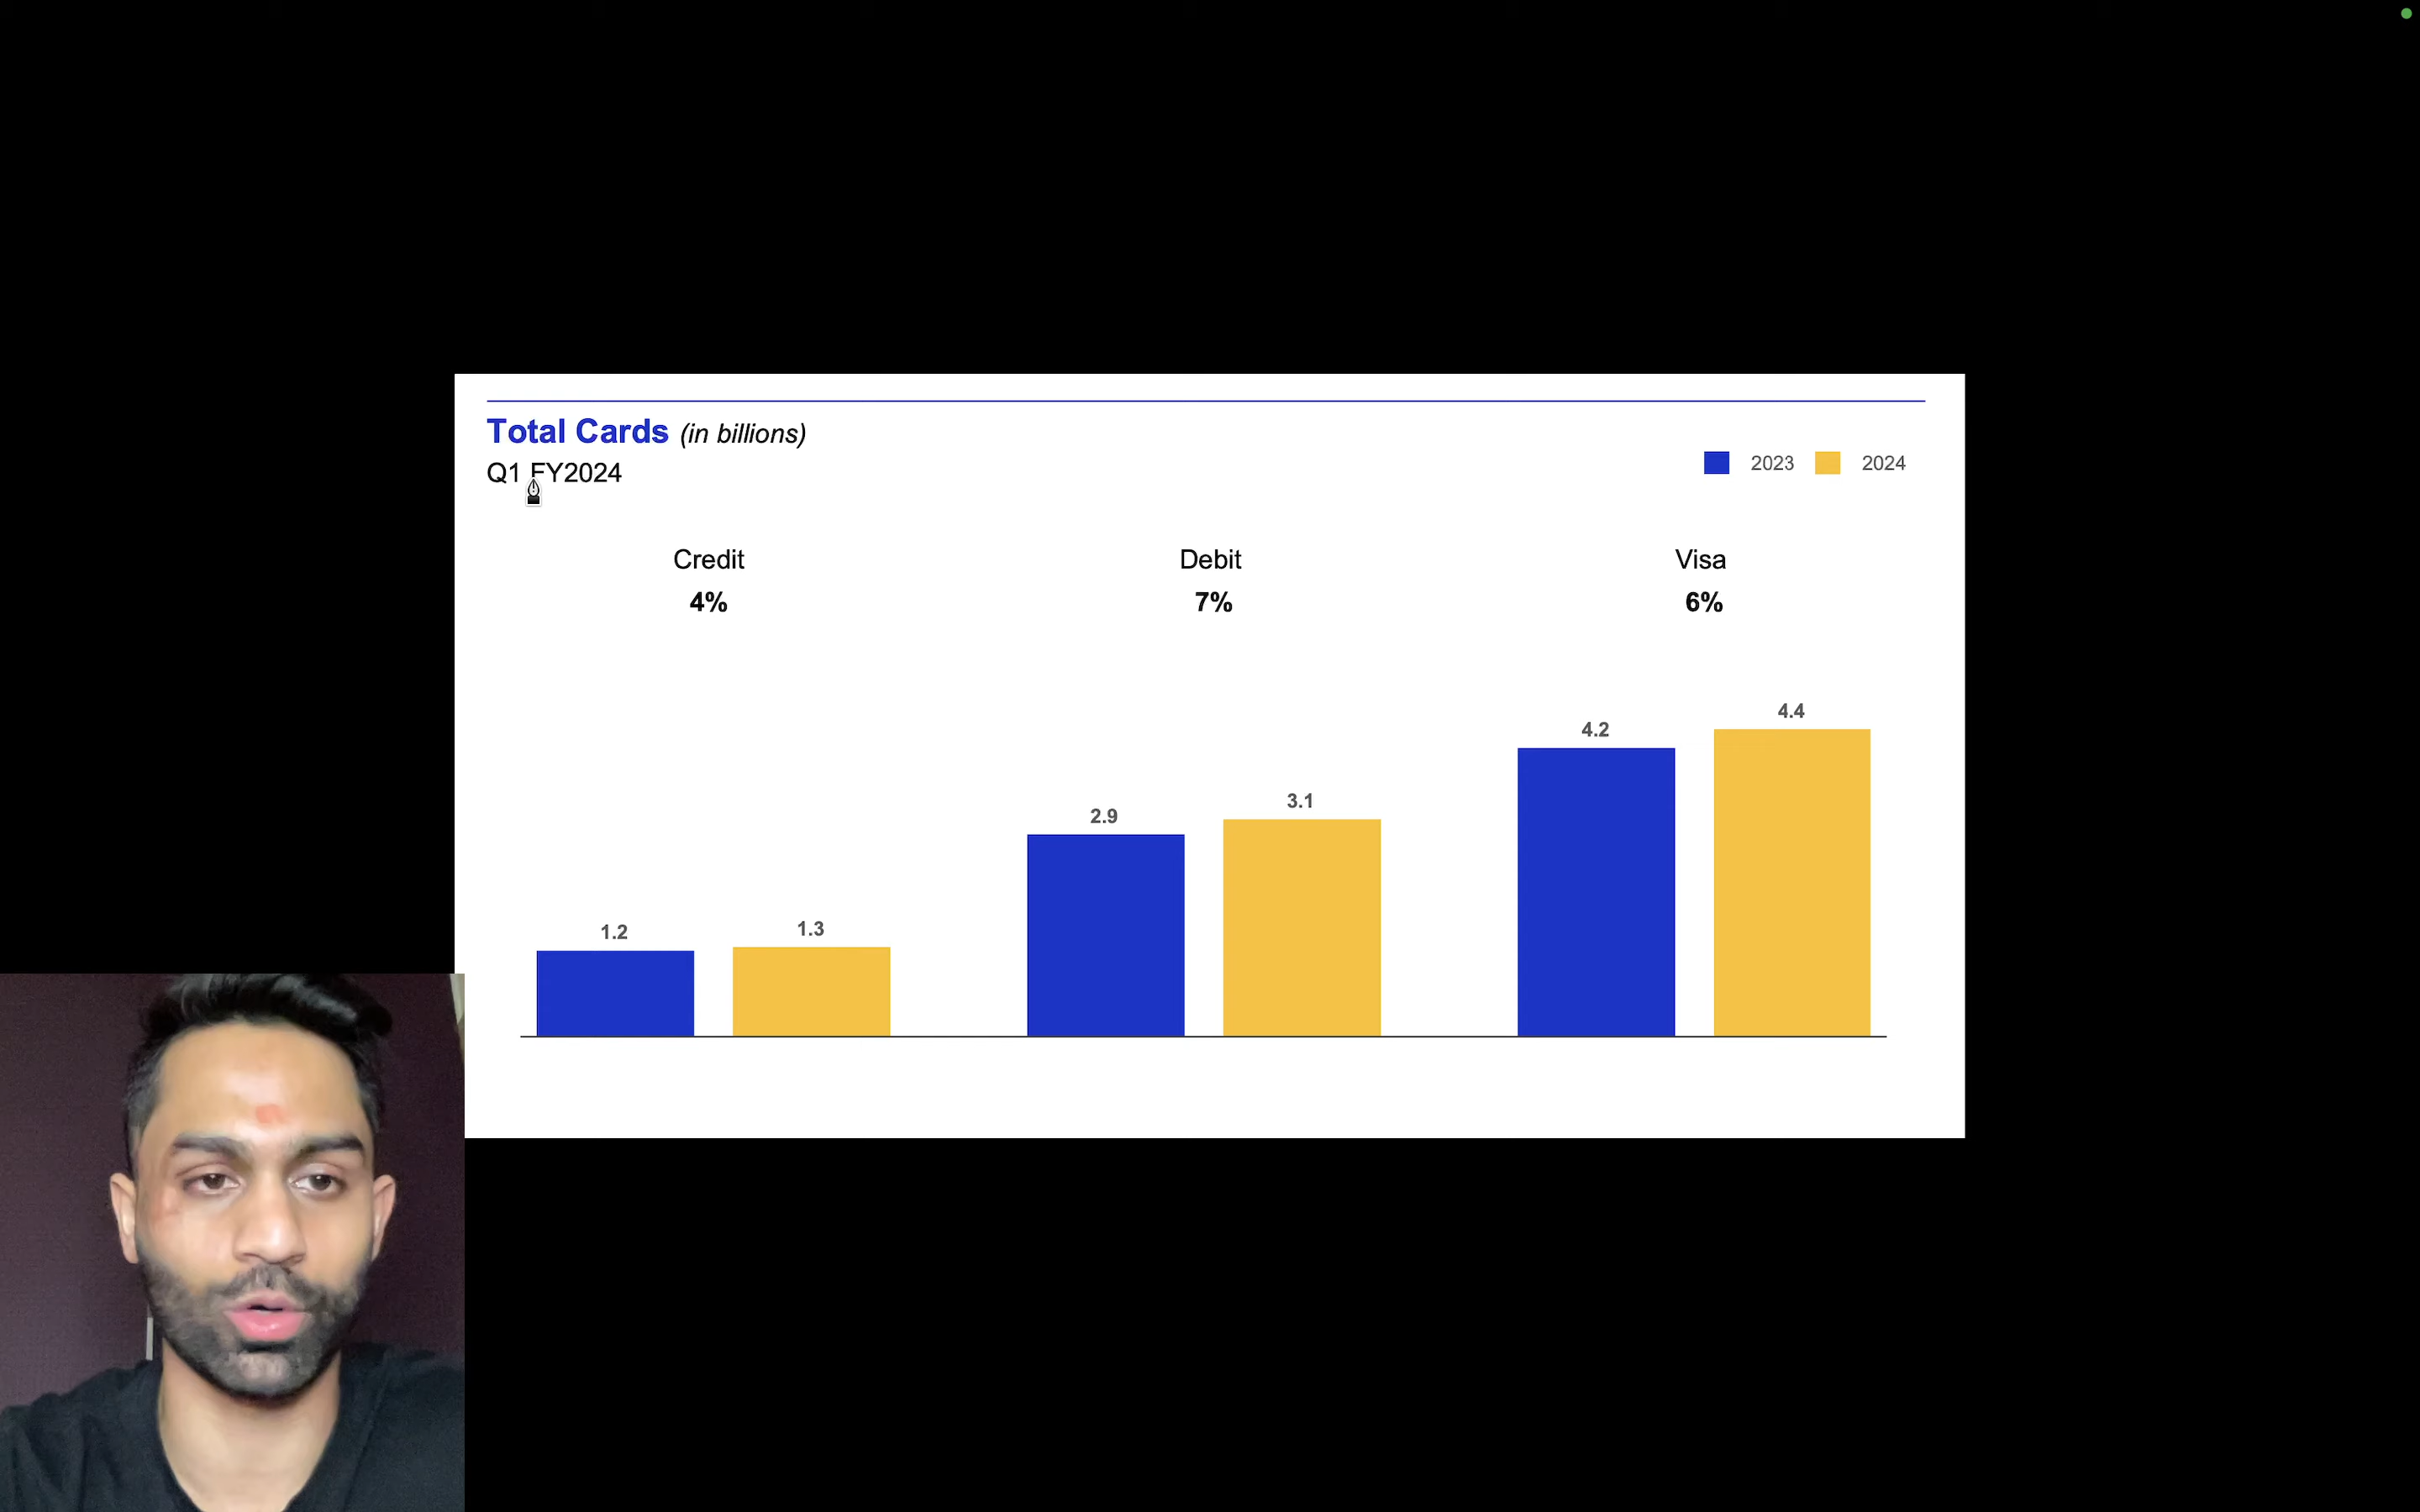 Total Cards (in billions)
Q1 FY2024
2023 2024
Credit Debit Visa
4% 7% 6%
1.2 1.3 2.9 3.1 4.2 4.4